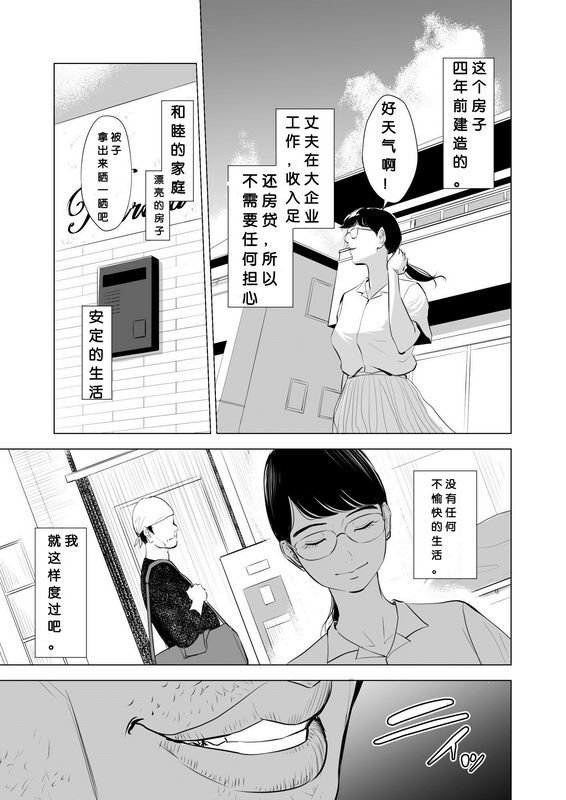 这个房子
四年前建造的。
好天气啊！
丈夫在大企业
工作，收入足
还房贷，所以
不需要任何担心
和睦的家庭
被子
拿出来晒一晒吧
漂亮的房子
安定的生活
没有任何
不愉快的生活。
我
就这样度过吧。
ニィ